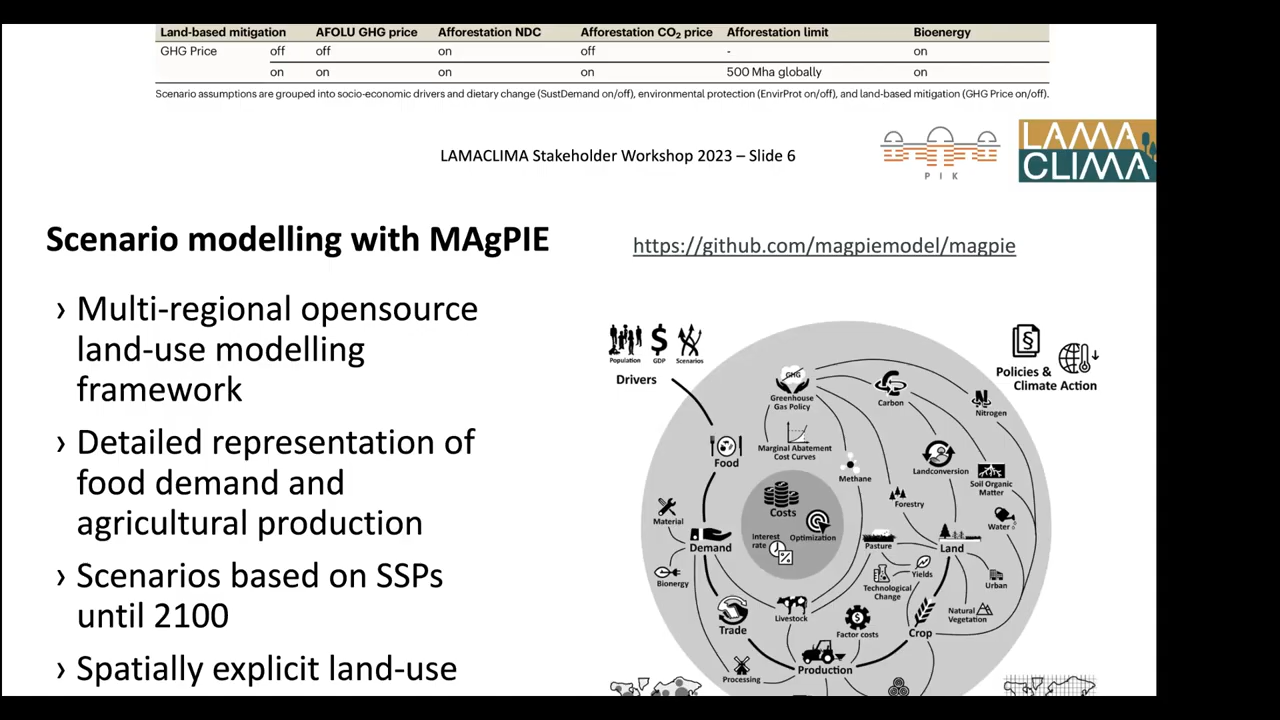 Land-based mitigation AFOLU GHG price Afforestation NDC Afforestation CO₂ price Afforestation limit Bioenergy
GHG Price off off on off - on
on on on on 500 Mha globally on
Scenario assumptions are grouped into socio-economic drivers and dietary change (SustDemand on/off), environmental protection (EnvirProt on/off), and land-based mitigation (GHG Price on/off).
LAMACLIMA Stakeholder Workshop 2023 – Slide 6
P I K
LAMA
CLIMA
Scenario modelling with MAgPIE
https://github.com/magpiemodel/magpie
› Multi-regional opensource
land-use modelling
framework
› Detailed representation of
food demand and
agricultural production
› Scenarios based on SSPs
until 2100
› Spatially explicit land-use
Population
GDP
Scenarios
Drivers
Policies &
Climate Action
GHG
Greenhouse
Gas Policy
Carbon
Nitrogen
Food
Marginal Abatement
Cost Curves
Methane
Landconversion
Soil Organic
Matter
Forestry
Water
Costs
Interest
rate
Optimization
Material
Demand
Pasture
Land
Bionergy
Technological
Change
Yields
Urban
Trade
Livestock
Factor costs
Crop
Natural
Vegetation
Production
Processing